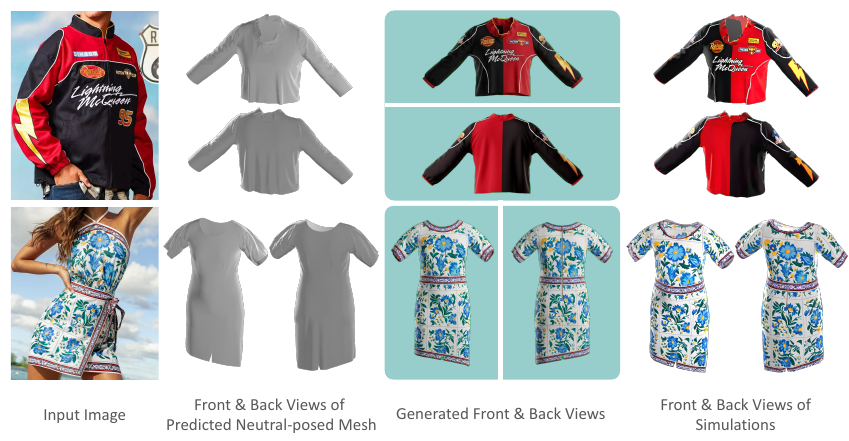 R
Lightning
McQueen
95
Lightning
McQueen
Lightning
McQueen
Input Image
Front & Back Views of
Predicted Neutral-posed Mesh
Generated Front & Back Views
Front & Back Views of
Simulations